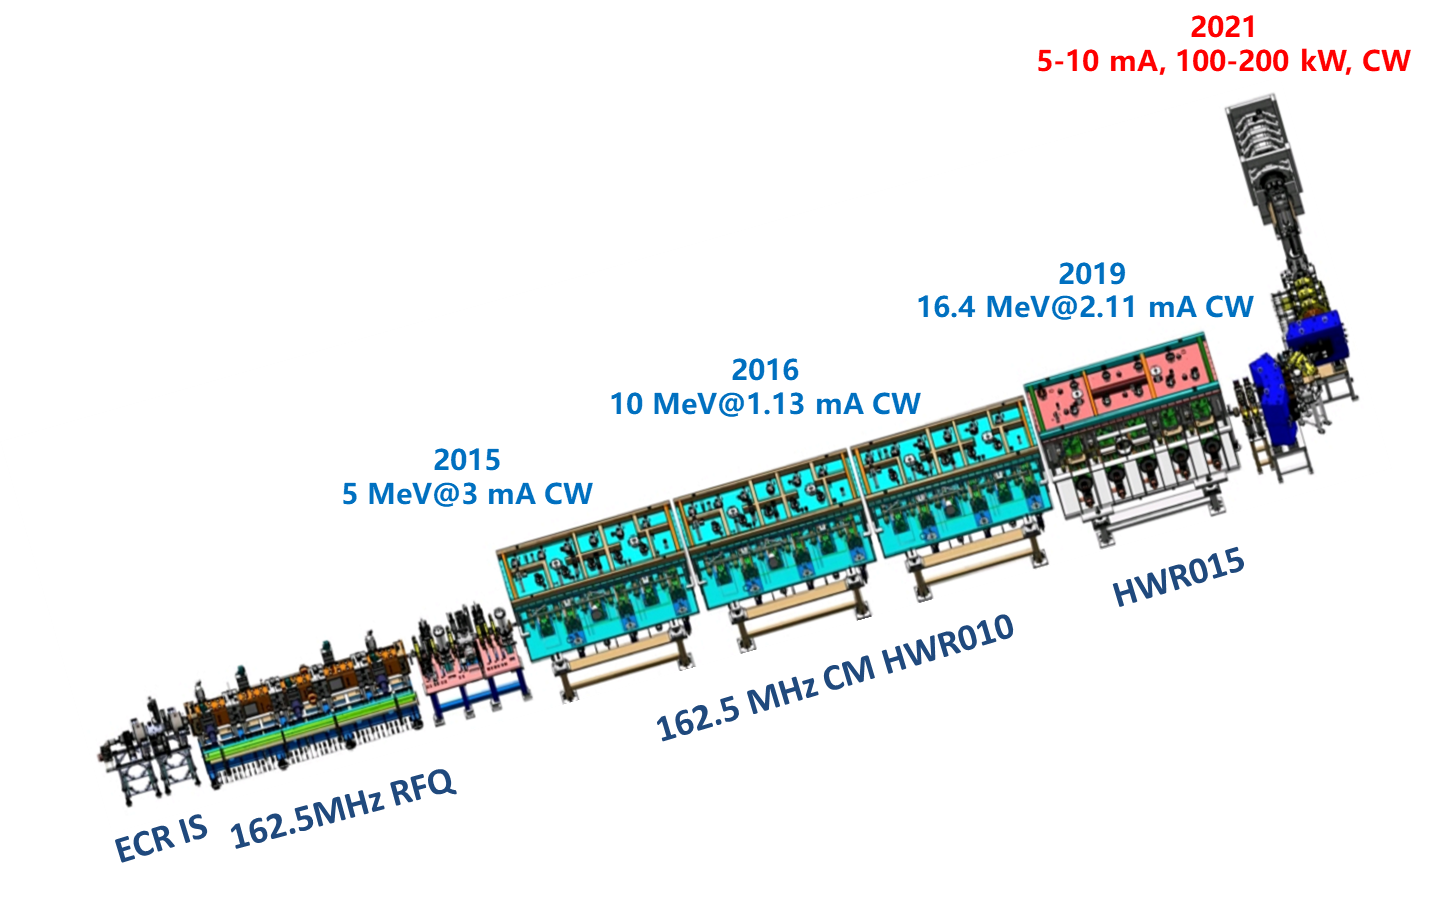 2021
5-10 mA, 100-200 kW, CW
2019
16.4 MeV@2.11 mA CW
2016
10 MeV@1.13 mA CW
2015
5 MeV@3 mA CW
HWR015
162.5 MHz CM HWR010
162.5MHz RFQ
ECR IS